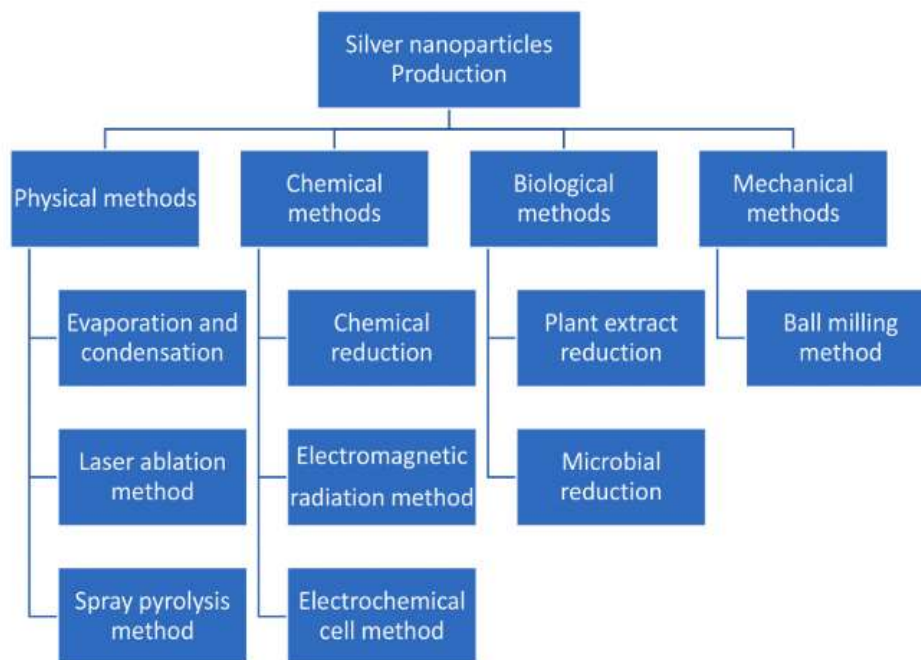 Silver nanoparticles
Production
Physical methods
Chemical
methods
Biological
methods
Mechanical
methods
Evaporation and
condensation
Chemical
reduction
Plant extract
reduction
Ball milling
method
Laser ablation
method
Electromagnetic
radiation method
Microbial
reduction
Spray pyrolysis
method
Electrochemical
cell method